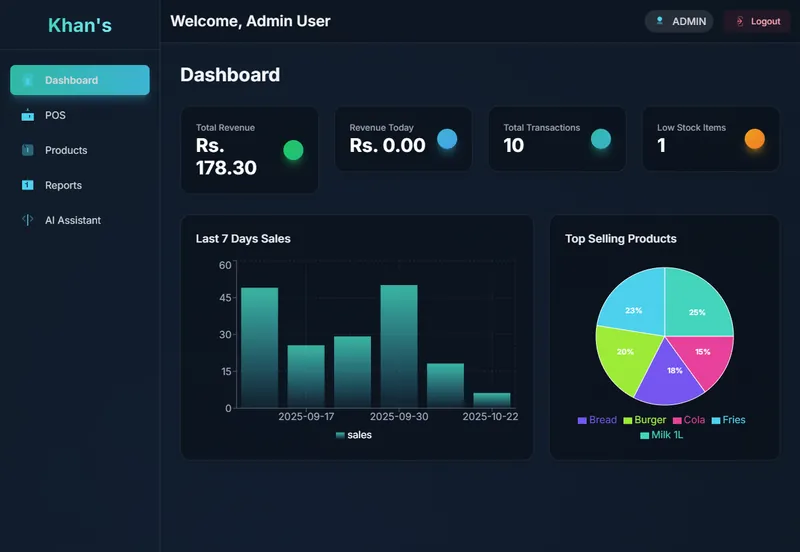 Khan's
Welcome, Admin User
ADMIN
Logout
Dashboard
POS
Products
Reports
AI Assistant
Dashboard
Total Revenue
Rs.
178.30
Revenue Today
Rs. 0.00
Total Transactions
10
Low Stock Items
1
Last 7 Days Sales
60
45
30
15
0
2025-09-17
2025-09-30
2025-10-22
sales
Top Selling Products
23%
25%
20%
15%
18%
Bread
Burger
Cola
Fries
Milk 1L